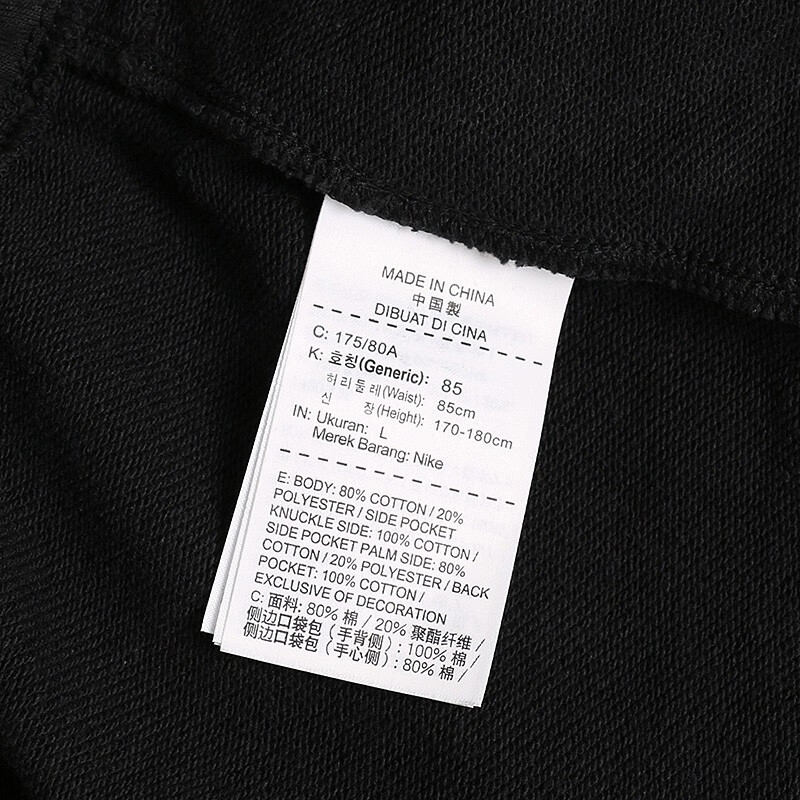 MADE IN CHINA
中国製
DIBUAT DI CINA
C: 175/80A
K: 호칭(Generic): 85
허리둘레(Waist): 85cm
신 장(Height): 170-180cm
IN: Ukuran: L
Merek Barang: Nike
E: BODY: 80% COTTON / 20%
POLYESTER / SIDE POCKET
KNUCKLE SIDE: 100% COTTON /
SIDE POCKET PALM SIDE: 80%
COTTON / 20% POLYESTER / BACK
POCKET: 100% COTTON /
EXCLUSIVE OF DECORATION
C: 面料: 80% 棉 / 20% 聚酯纤维 /
侧边口袋包（手背侧）: 100% 棉 /
侧边口袋包（手心侧）: 80% 棉 /